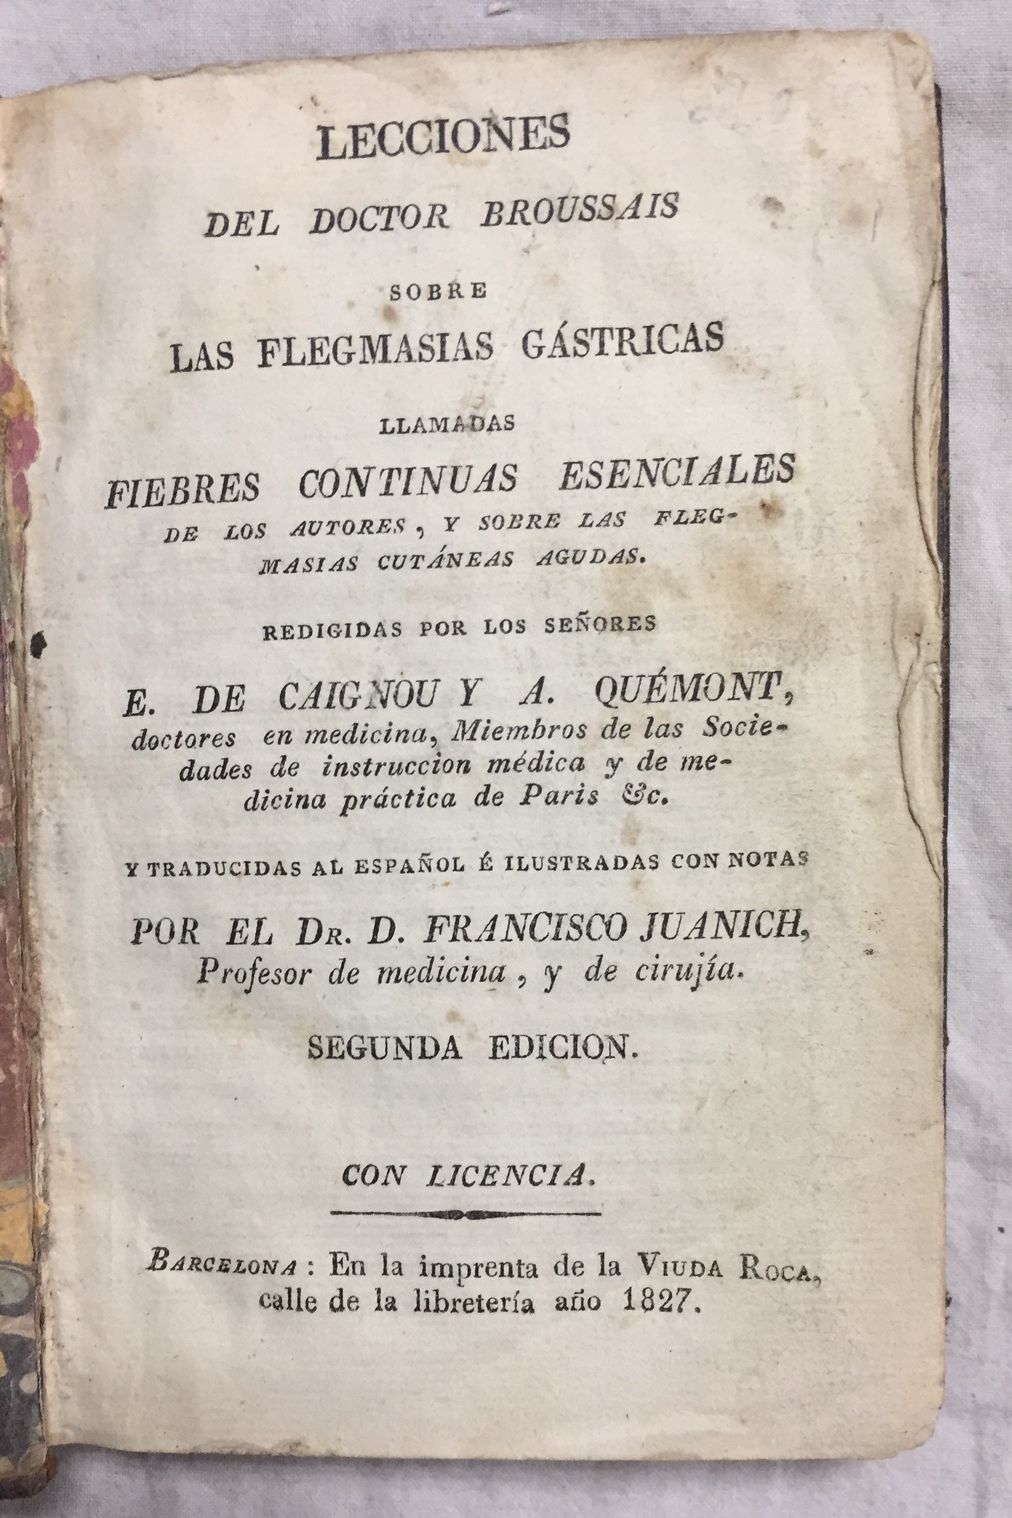 LECCIONES
DEL DOCTOR BROUSSAIS
SOBRE
LAS FLEGMASIAS GÁSTRICAS
LLAMADAS
FIEBRES CONTINUAS ESENCIALES
DE LOS AUTORES, Y SOBRE LAS FLEG-
MASIAS CUTÁNEAS AGUDAS.
REDIGIDAS POR LOS SEÑORES
E. DE CAIGNOU Y A. QUÉMONT,
doctores en medicina, Miembros de las Socie-
dades de instruccion médica y de me-
dicina práctica de Paris &c.
Y TRADUCIDAS AL ESPAÑOL É ILUSTRADAS CON NOTAS
POR EL DR. D. FRANCISCO JUANICH,
Profesor de medicina, y de cirujía.
SEGUNDA EDICION.
CON LICENCIA.
BARCELONA: En la imprenta de la VIUDA ROCA,
calle de la libretería año 1827.